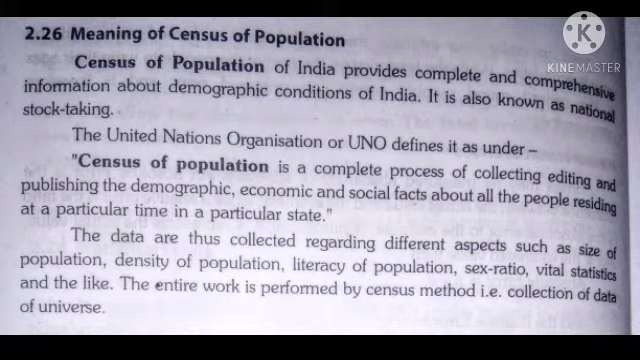 KINEMASTER
2.26 Meaning of Census of Population
Census of Population of India provides complete and comprehensive
information about demographic conditions of India. It is also known as national
stock-taking.
The United Nations Organisation or UNO defines it as under –
"Census of population is a complete process of collecting editing and
publishing the demographic, economic and social facts about all the people residing
at a particular time in a particular state."
The data are thus collected regarding different aspects such as size of
population, density of population, literacy of population, sex-ratio, vital statistics
and the like. The entire work is performed by census method i.e. collection of data
of universe.